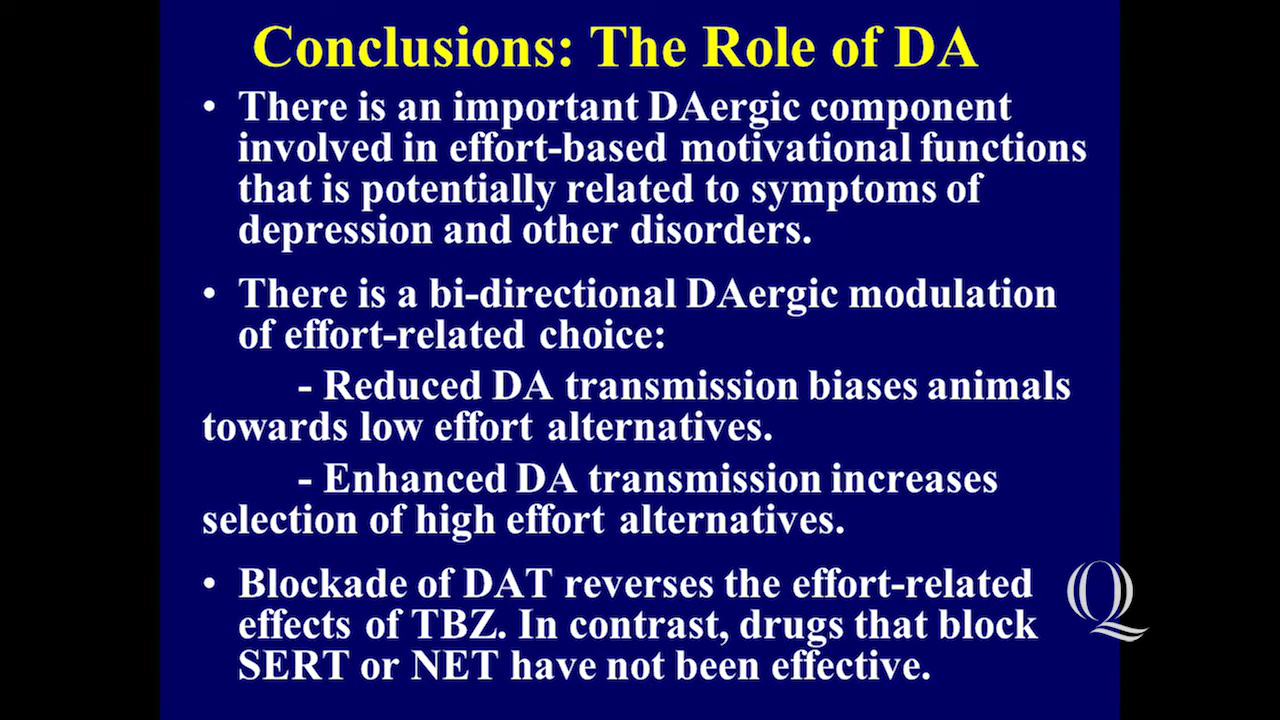 Conclusions: The Role of DA
• There is an important DAergic component
involved in effort-based motivational functions
that is potentially related to symptoms of
depression and other disorders.
• There is a bi-directional DAergic modulation
of effort-related choice:
- Reduced DA transmission biases animals
towards low effort alternatives.
- Enhanced DA transmission increases
selection of high effort alternatives.
• Blockade of DAT reverses the effort-related
effects of TBZ. In contrast, drugs that block
SERT or NET have not been effective.
Q